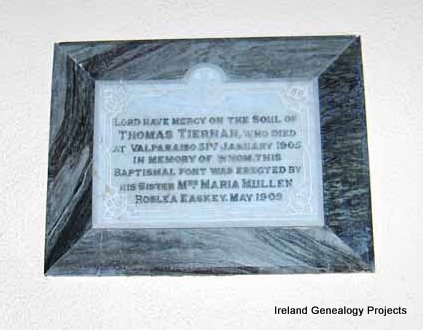 LORD HAVE MERCY ON THE SOUL OF
THOMAS TIERNAN, WHO DIED
AT VALPARAISO 31ST JANUARY 1905
IN MEMORY OF WHOM, THIS
BAPTISMAL FONT WAS ERECTED BY
HIS SISTER MRS MARIA MULLEN
ROSLEA EASKEY. MAY 1909
Ireland Genealogy Projects